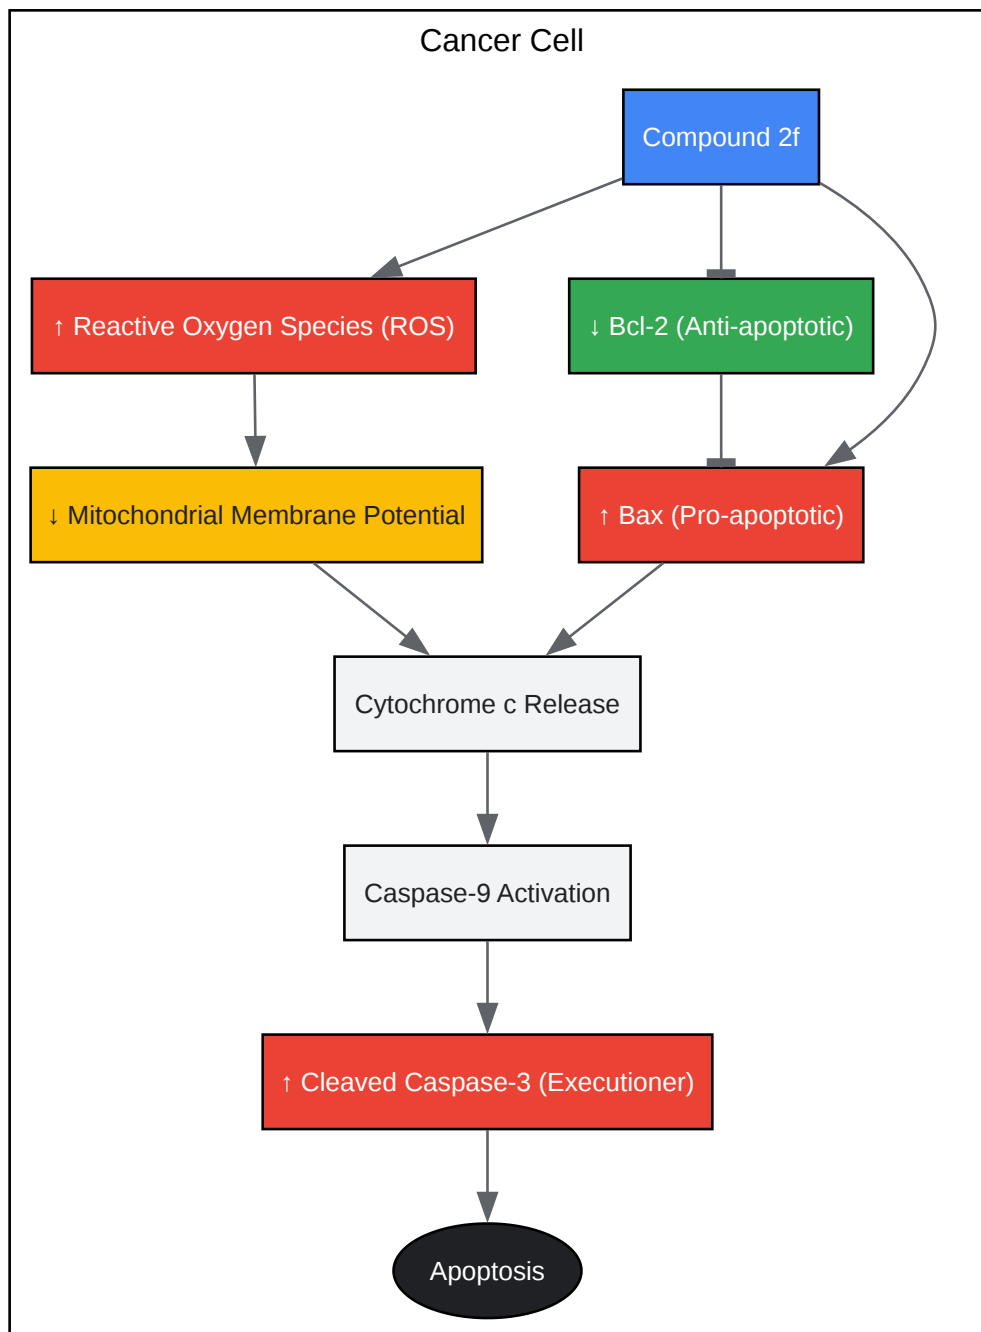 Cancer Cell
Compound 2f
↑ Reactive Oxygen Species (ROS)
↓ Bcl-2 (Anti-apoptotic)
↓ Mitochondrial Membrane Potential
↑ Bax (Pro-apoptotic)
Cytochrome c Release
Caspase-9 Activation
↑ Cleaved Caspase-3 (Executioner)
Apoptosis